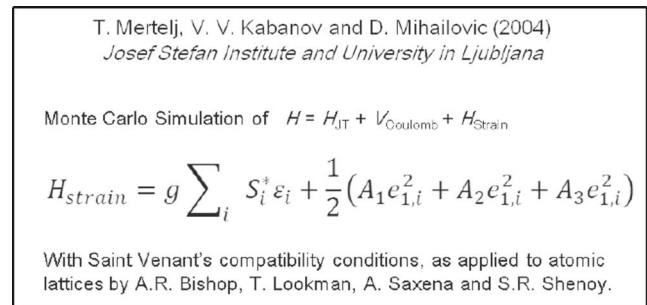 T. Mertelj, V. V. Kabanov and D. Mihailovic (2004)
Josef Stefan Institute and University in Ljubljana
Monte Carlo Simulation of H = H_JT + V_Coulomb + H_Strain
H_strain = g ∑_i S_i^* ε_i + 1/2 (A_1 e_{1,i}^2 + A_2 e_{1,i}^2 + A_3 e_{1,i}^2)
With Saint Venant's compatibility conditions, as applied to atomic
lattices by A.R. Bishop, T. Lookman, A. Saxena and S.R. Shenoy.